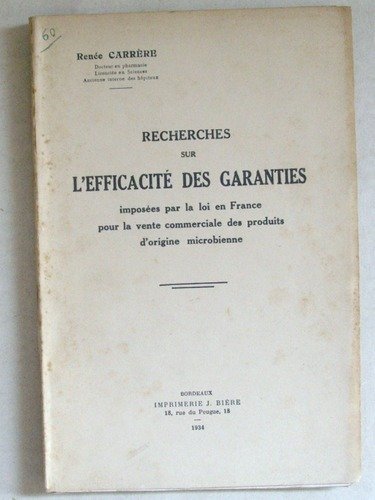 60
Renée CARRÈRE
Docteur en pharmacie
Licenciée en Sciences
Ancienne interne des hôpitaux
RECHERCHES
SUR
L'EFFICACITÉ DES GARANTIES
imposées par la loi en France
pour la vente commerciale des produits
d'origine microbienne
BORDEAUX
IMPRIMERIE J. BIÈRE
18, rue du Peugue, 18
1934